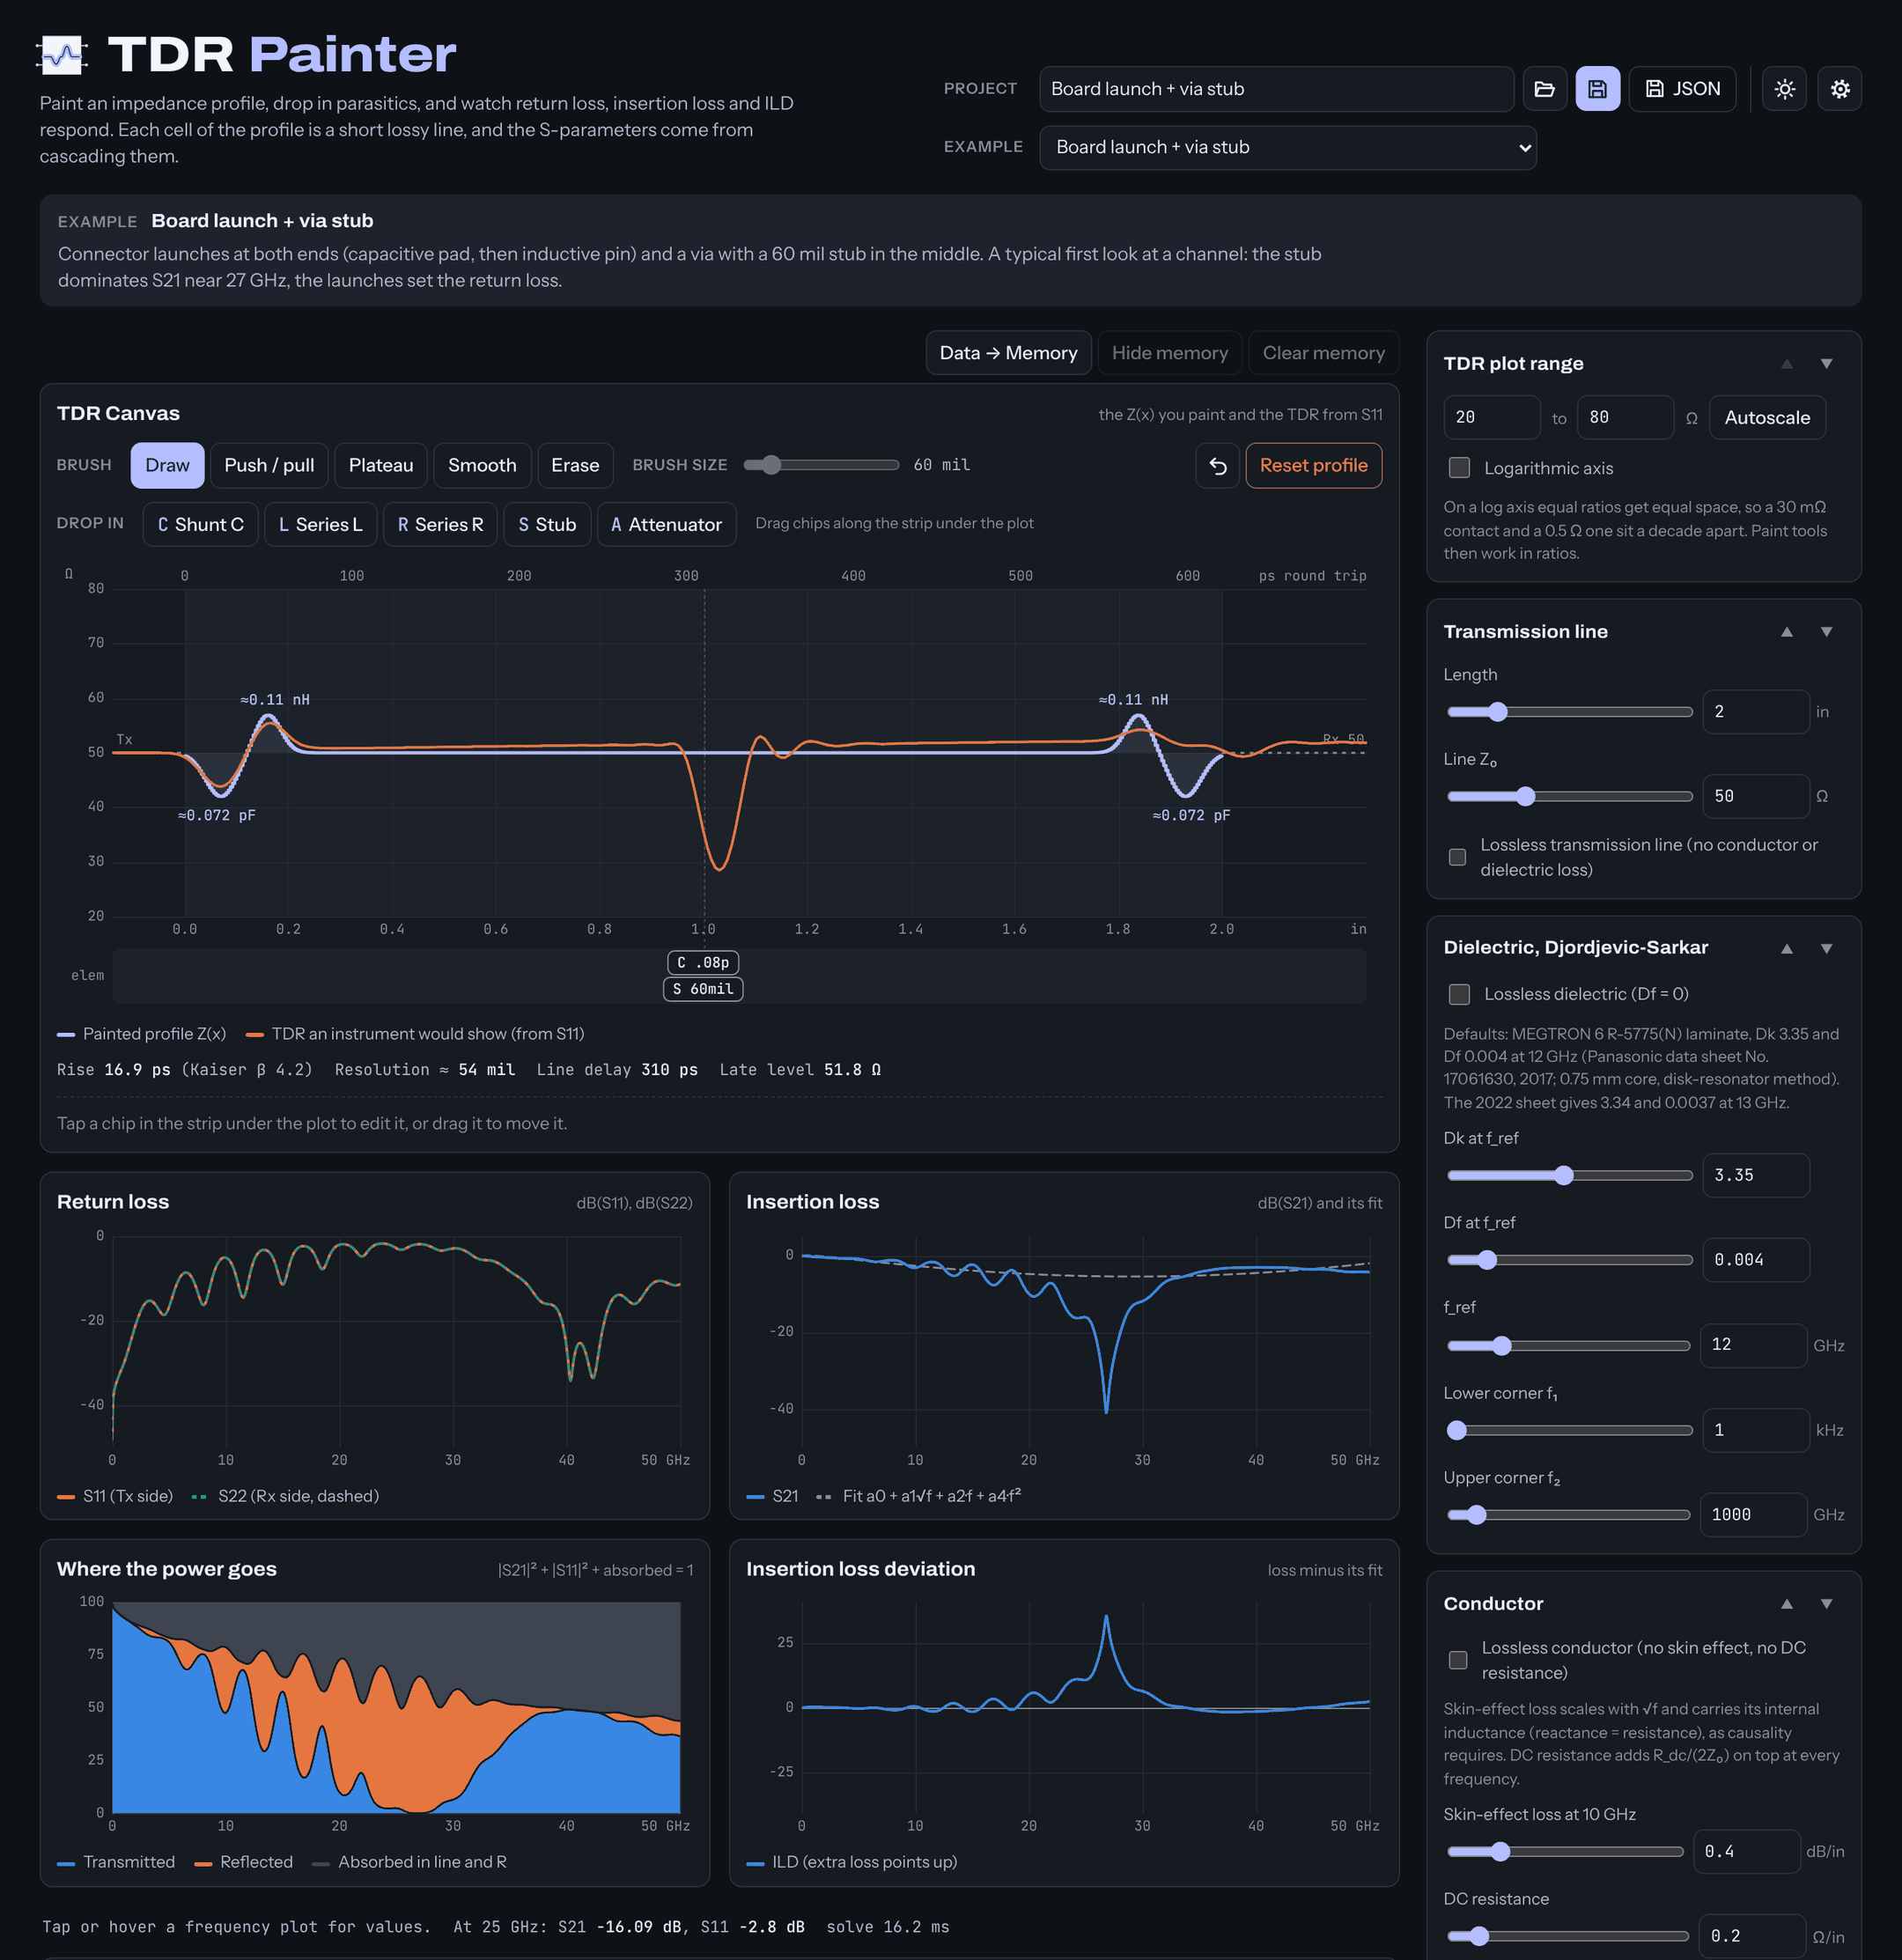 TDR Painter
Paint an impedance profile, drop in parasitics, and watch return loss, insertion loss and ILD
respond. Each cell of the profile is a short lossy line, and the S-parameters come from
cascading them.
PROJECT Board launch + via stub JSON
EXAMPLE Board launch + via stub
EXAMPLE Board launch + via stub
Connector launches at both ends (capacitive pad, then inductive pin) and a via with a 60 mil stub in the middle. A typical first look at a channel: the stub
dominates S21 near 27 GHz, the launches set the return loss.
Data → Memory Hide memory Clear memory
TDR Canvas the Z(x) you paint and the TDR from S11
BRUSH Draw Push / pull Plateau Smooth Erase BRUSH SIZE 60 mil Reset profile
DROP IN C Shunt C L Series L R Series R S Stub A Attenuator Drag chips along the strip under the plot
Ω 0 100 200 300 400 500 600 ps round trip
80
70
60
50
40
30
20
≈0.11 nH ≈0.11 nH
Tx Rx 50
≈0.072 pF ≈0.072 pF
0.0 0.2 0.4 0.6 0.8 1.0 1.2 1.4 1.6 1.8 2.0 in
elem
C .08p
S 60mil
Painted profile Z(x) TDR an instrument would show (from S11)
Rise 16.9 ps (Kaiser β 4.2) Resolution ≈ 54 mil Line delay 310 ps Late level 51.8 Ω
Tap a chip in the strip under the plot to edit it, or drag it to move it.
Return loss dB(S11), dB(S22)
0
-20
-40
0 10 20 30 40 50 GHz
S11 (Tx side) S22 (Rx side, dashed)
Insertion loss dB(S21) and its fit
0
-20
-40
0 10 20 30 40 50 GHz
S21 Fit a0 + a1√f + a2f + a4f²
Where the power goes |S21|² + |S11|² + absorbed = 1
100
75
50
25
0
0 10 20 30 40 50 GHz
Transmitted Reflected Absorbed in line and R
Insertion loss deviation loss minus its fit
25
0
-25
0 10 20 30 40 50 GHz
ILD (extra loss points up)
Tap or hover a frequency plot for values. At 25 GHz: S21 -16.09 dB, S11 -2.8 dB solve 16.2 ms
TDR plot range
20 to 80 Ω Autoscale
Logarithmic axis
On a log axis equal ratios get equal space, so a 30 mΩ
contact and a 0.5 Ω one sit a decade apart. Paint tools
then work in ratios.
Transmission line
Length
2 in
Line Z₀
50 Ω
Lossless transmission line (no conductor or
dielectric loss)
Dielectric, Djordjevic-Sarkar
Lossless dielectric (Df = 0)
Defaults: MEGTRON 6 R-5775(N) laminate, Dk 3.35 and
Df 0.004 at 12 GHz (Panasonic data sheet No.
17061630, 2017; 0.75 mm core, disk-resonator method).
The 2022 sheet gives 3.34 and 0.0037 at 13 GHz.
Dk at f_ref
3.35
Df at f_ref
0.004
f_ref
12 GHz
Lower corner f₁
1 kHz
Upper corner f₂
1000 GHz
Conductor
Lossless conductor (no skin effect, no DC
resistance)
Skin-effect loss scales with √f and carries its internal
inductance (reactance = resistance), as causality
requires. DC resistance adds R_dc/(2Z₀) on top at every
frequency.
Skin-effect loss at 10 GHz
0.4 dB/in
DC resistance
0.2 Ω/in